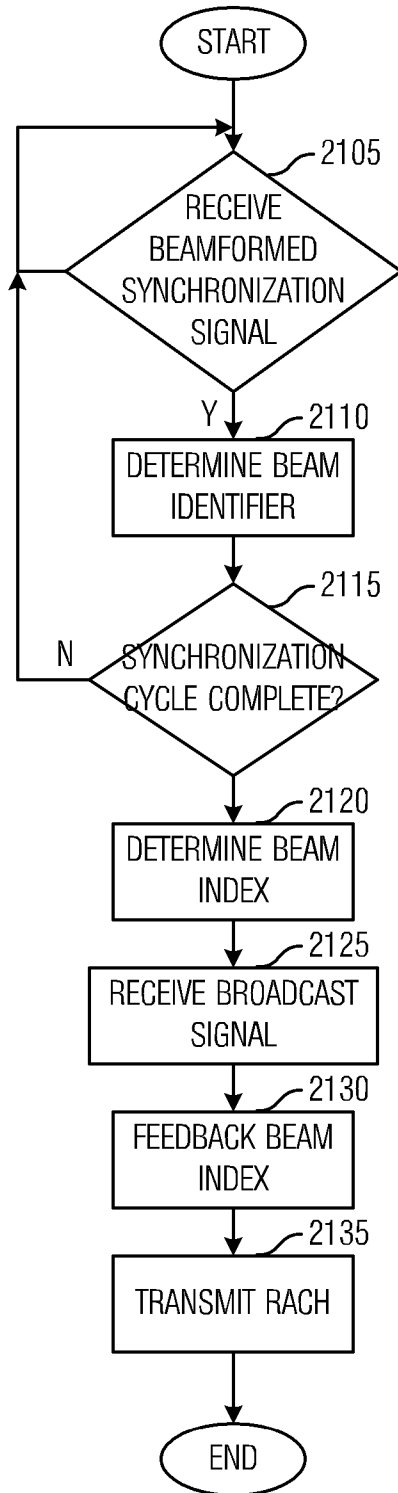 START
2105
RECEIVE
BEAMFORMED
SYNCHRONIZATION
SIGNAL
Y
2110
DETERMINE BEAM
IDENTIFIER
2115
N
SYNCHRONIZATION
CYCLE COMPLETE?
2120
DETERMINE BEAM
INDEX
2125
RECEIVE BROADCAST
SIGNAL
2130
FEEDBACK BEAM
INDEX
2135
TRANSMIT RACH
END